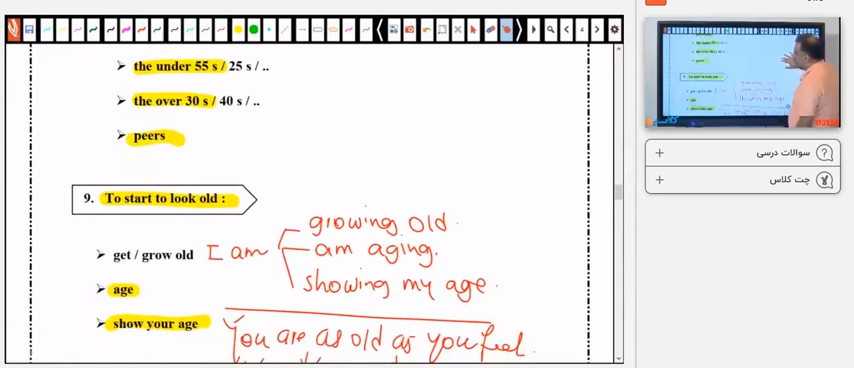 the under 55 s / 25 s / ..
the over 30 s / 40 s / ..
peers
9. To start to look old :
get / grow old
age
show your age
I am
growing old.
am aging.
showing my age.
You are as old as you feel.
سوالات درسی
چت کلاس